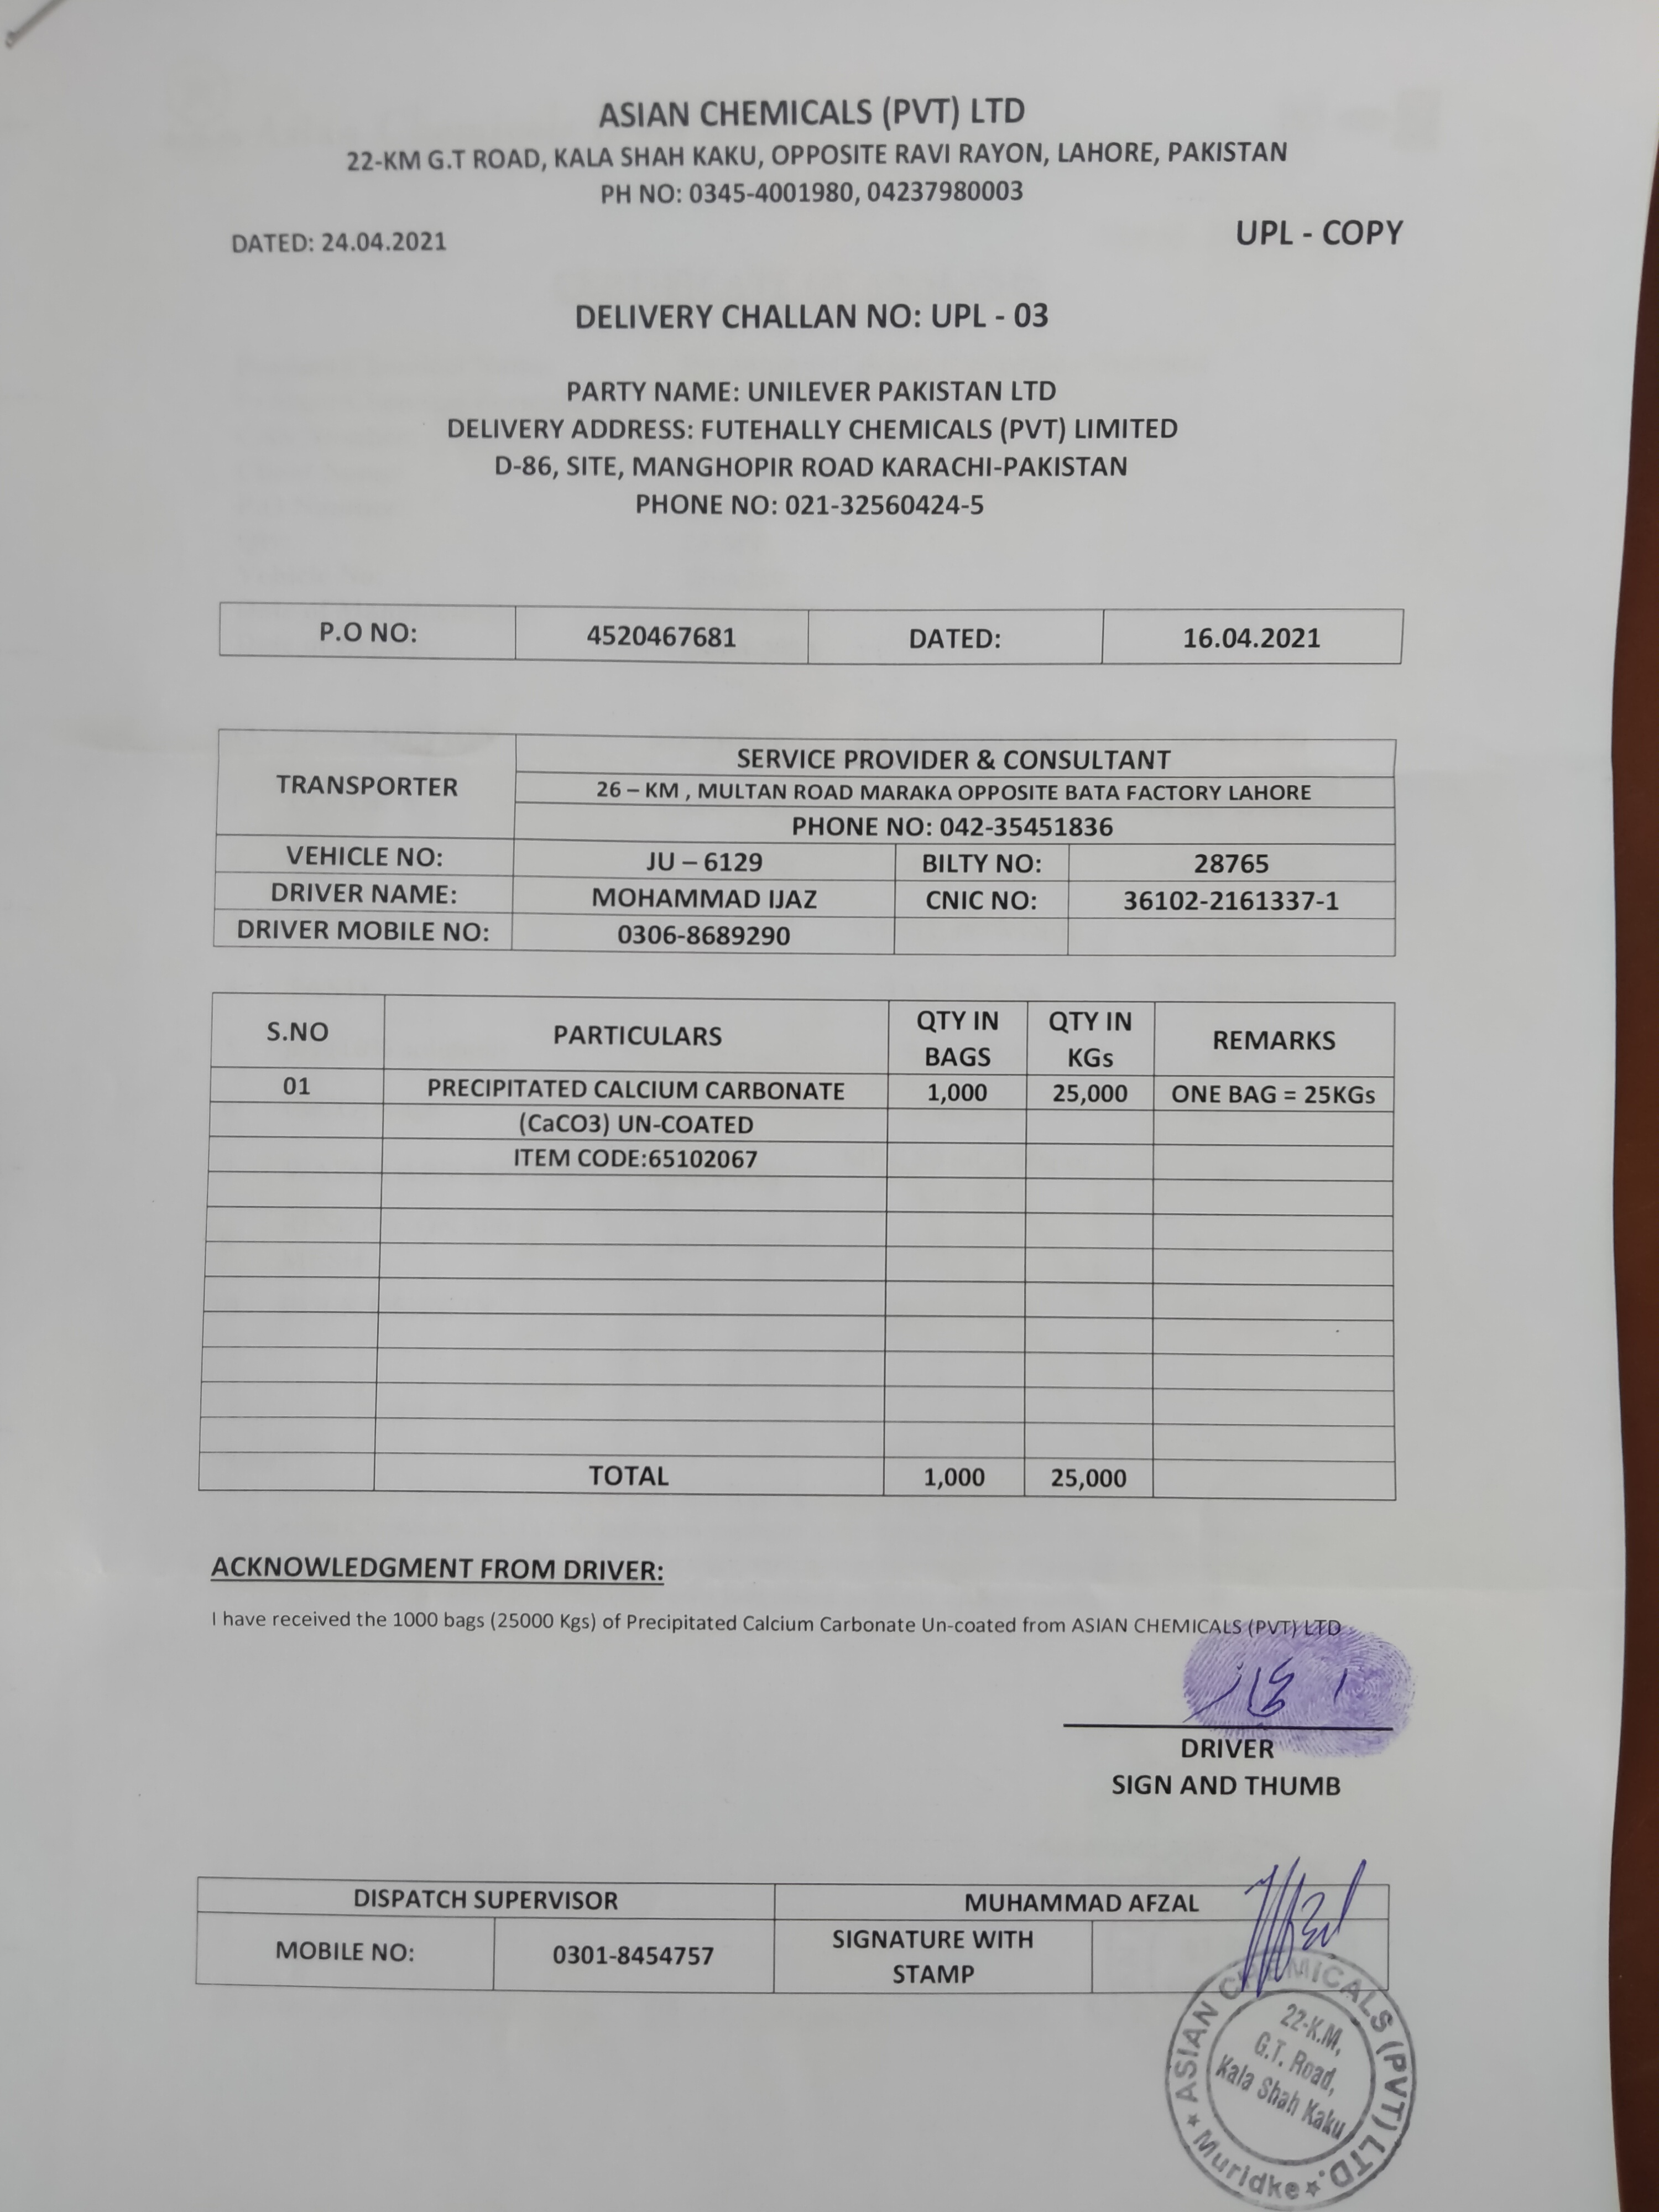 ASIAN CHEMICALS (PVT) LTD
22-KM G.T ROAD, KALA SHAH KAKU, OPPOSITE RAVI RAYON, LAHORE, PAKISTAN
PH NO: 0345-4001980, 04237980003
DATED: 24.04.2021 UPL - COPY
DELIVERY CHALLAN NO: UPL - 03
PARTY NAME: UNILEVER PAKISTAN LTD
DELIVERY ADDRESS: FUTEHALLY CHEMICALS (PVT) LIMITED
D-86, SITE, MANGHOPIR ROAD KARACHI-PAKISTAN
PHONE NO: 021-32560424-5
P.O NO: 4520467681 DATED: 16.04.2021
TRANSPORTER
SERVICE PROVIDER & CONSULTANT
26 – KM , MULTAN ROAD MARAKA OPPOSITE BATA FACTORY LAHORE
PHONE NO: 042-35451836
VEHICLE NO: JU – 6129 BILTY NO: 28765
DRIVER NAME: MOHAMMAD IJAZ CNIC NO: 36102-2161337-1
DRIVER MOBILE NO: 0306-8689290
S.NO PARTICULARS QTY IN BAGS QTY IN KGs REMARKS
01 PRECIPITATED CALCIUM CARBONATE 1,000 25,000 ONE BAG = 25KGs
(CaCO3) UN-COATED
ITEM CODE:65102067
TOTAL 1,000 25,000
ACKNOWLEDGMENT FROM DRIVER:
I have received the 1000 bags (25000 Kgs) of Precipitated Calcium Carbonate Un-coated from ASIAN CHEMICALS (PVT) LTD
اعجاز
DRIVER
SIGN AND THUMB
DISPATCH SUPERVISOR MUHAMMAD AFZAL
MOBILE NO: 0301-8454757 SIGNATURE WITH STAMP
ASIAN CHEMICALS (PVT) LTD.
22-K.M,
G.T. Road,
Kala Shah Kaku
★ Muridke ★